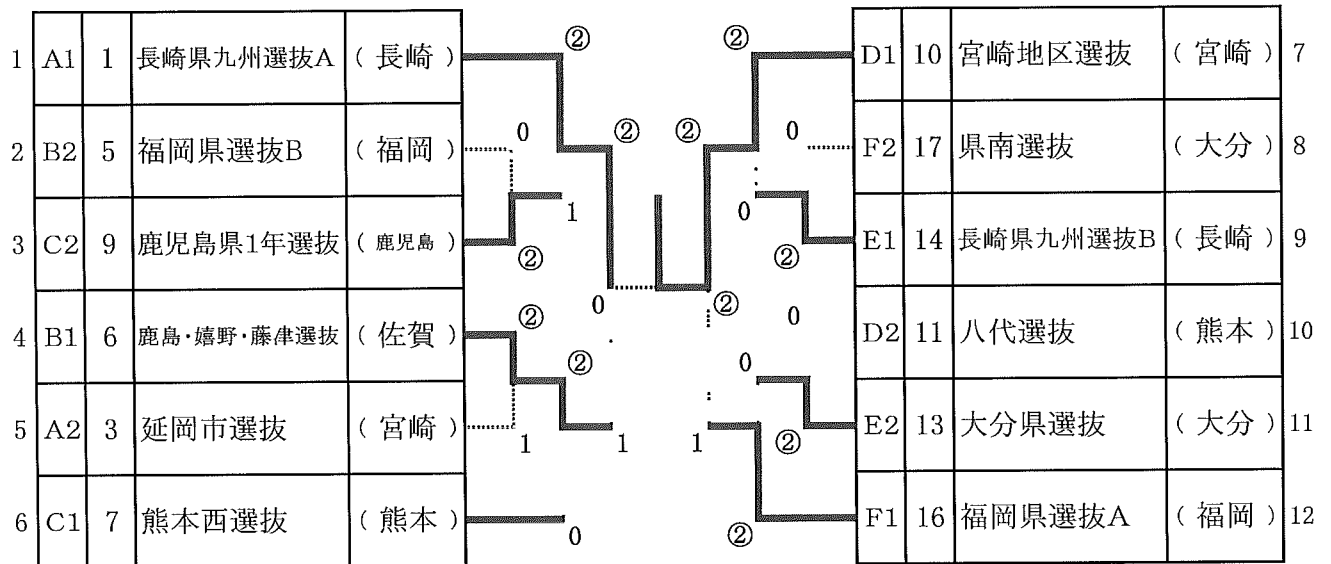 1 A1 1 長崎県九州選抜A （長崎）
2 B2 5 福岡県選抜B （福岡）
3 C2 9 鹿児島県1年選抜 （鹿児島）
4 B1 6 鹿島・嬉野・藤津選抜 （佐賀）
5 A2 3 延岡市選抜 （宮崎）
6 C1 7 熊本西選抜 （熊本）
②
0
②
1
②
0
②
②
1
1
0
②
0
②
0
②
②
0
0
1
②
②
D1 10 宮崎地区選抜 （宮崎） 7
F2 17 県南選抜 （大分） 8
E1 14 長崎県九州選抜B （長崎） 9
D2 11 八代選抜 （熊本） 10
E2 13 大分県選抜 （大分） 11
F1 16 福岡県選抜A （福岡） 12